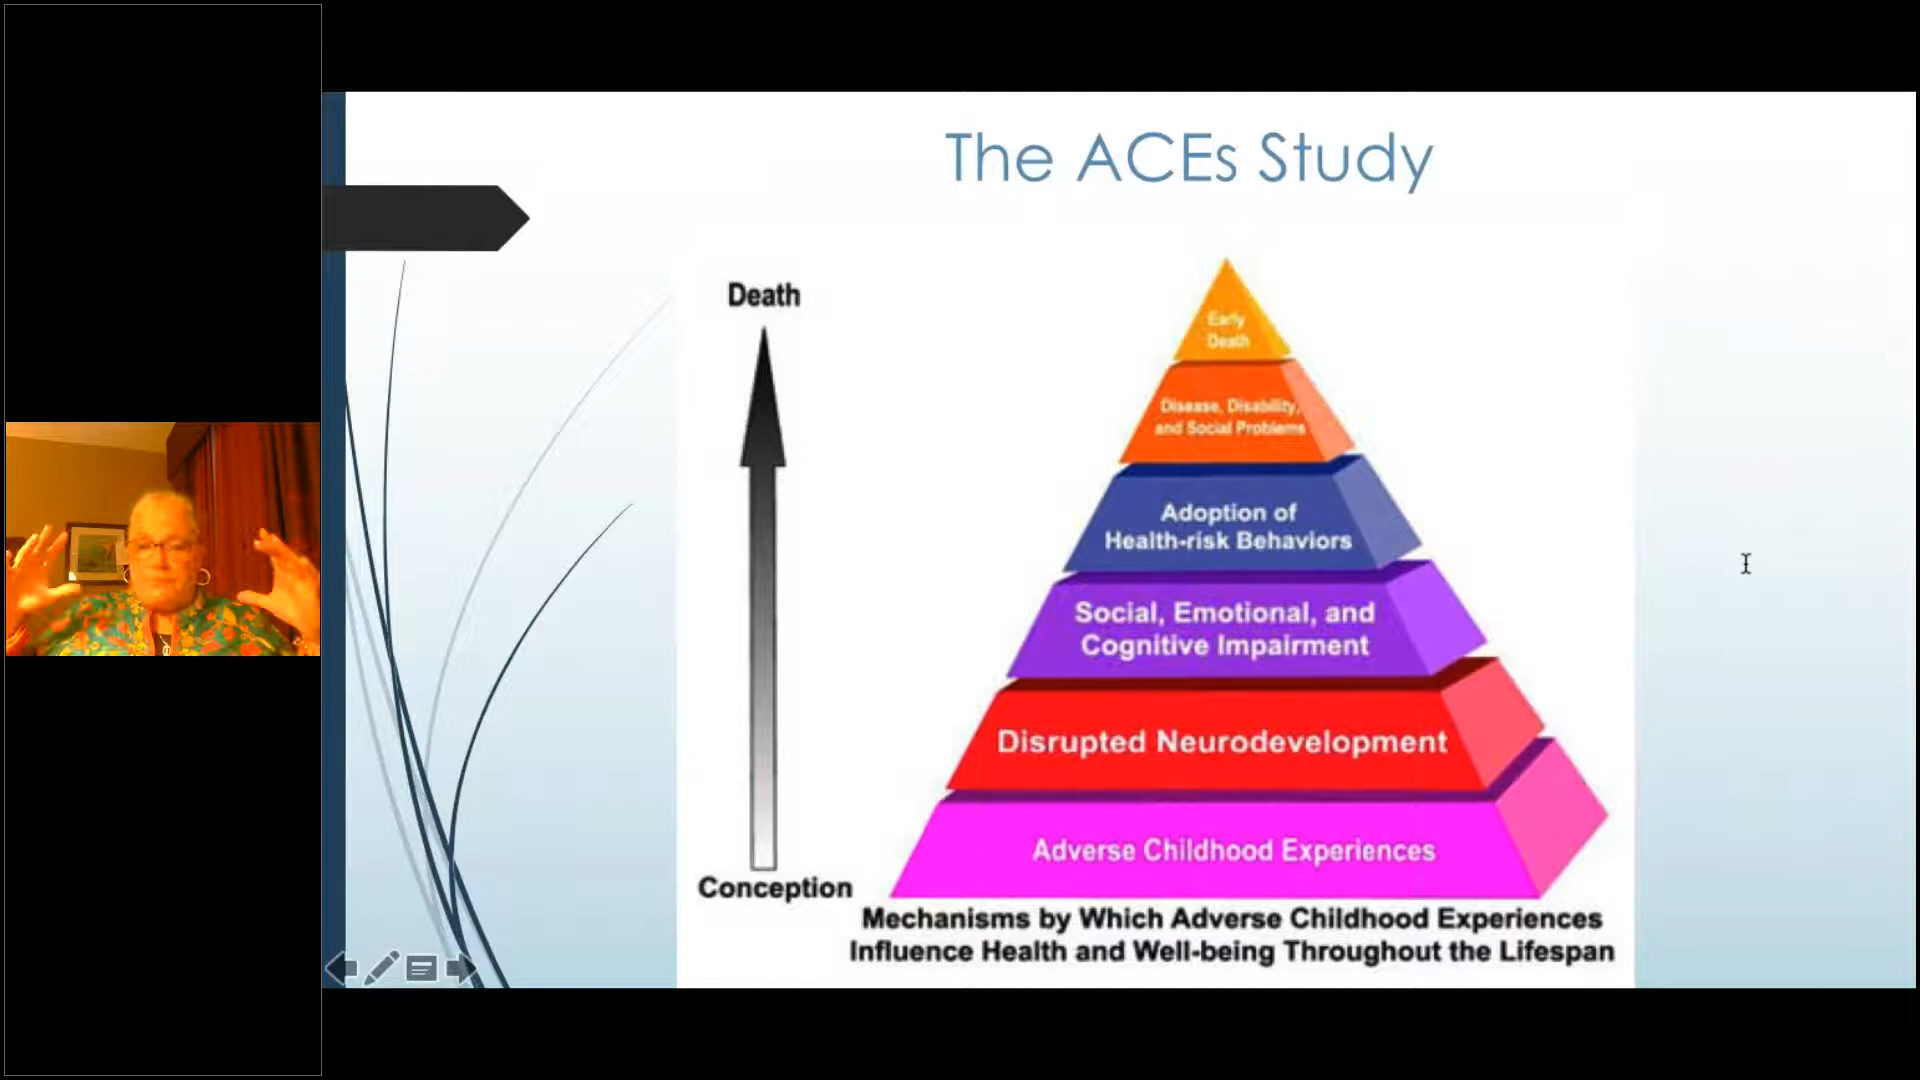 The ACEs Study
Death
Early
Death
Disease, Disability,
and Social Problems
Adoption of
Health-risk Behaviors
Social, Emotional, and
Cognitive Impairment
Disrupted Neurodevelopment
Adverse Childhood Experiences
Conception
Mechanisms by Which Adverse Childhood Experiences
Influence Health and Well-being Throughout the Lifespan